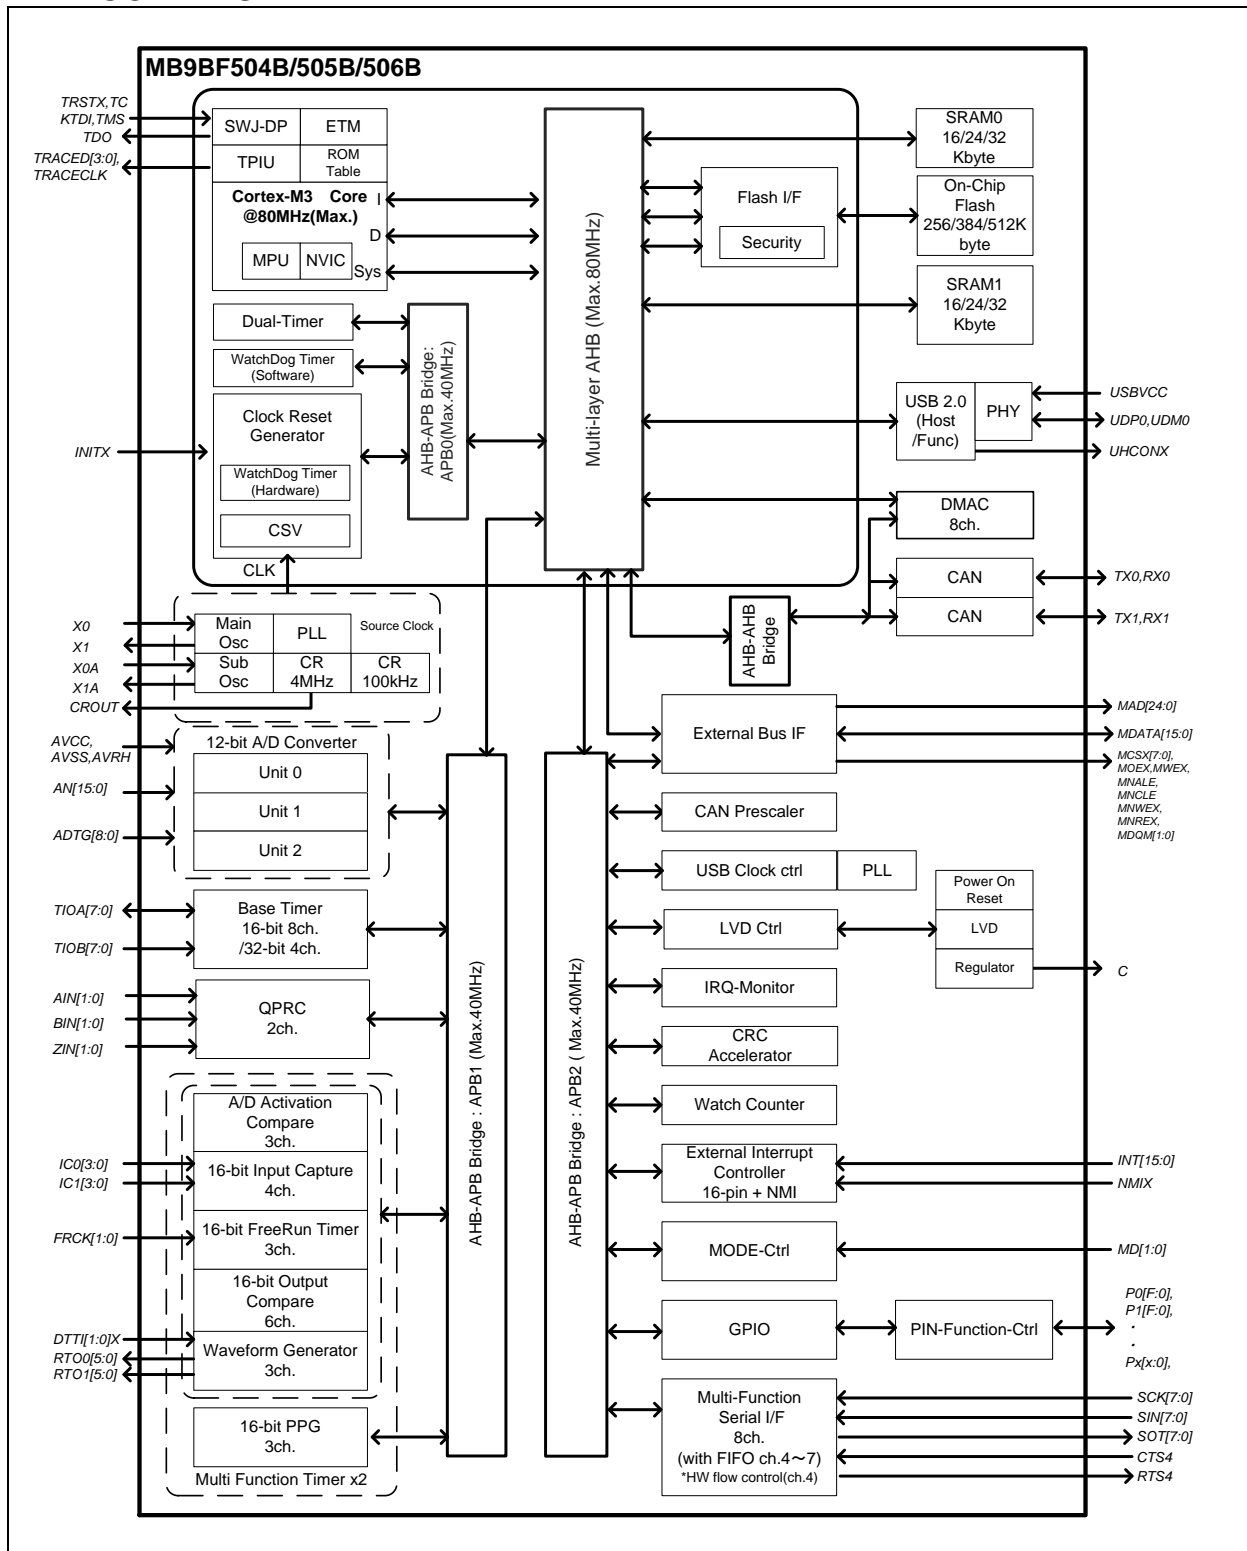 MB9BF504B/505B/506B
TRSTX,TC
KTDI,TMS
TDO
TRACED[3:0],
TRACECLK
SWJ-DP
ETM
TPIU
ROM
Table
Cortex-M3 Core
@80MHz(Max.)
I
D
Sys
MPU
NVIC
Dual-Timer
WatchDog Timer
(Software)
Clock Reset
Generator
WatchDog Timer
(Hardware)
CSV
CLK
INITX
AHB-APB Bridge:
APB0(Max.40MHz)
Multi-layer AHB (Max.80MHz)
Flash I/F
Security
SRAM0
16/24/32
Kbyte
On-Chip
Flash
256/384/512K
byte
SRAM1
16/24/32
Kbyte
USB 2.0
(Host
/Func)
PHY
USBVCC
UDP0,UDM0
UHCONX
DMAC
8ch.
CAN
TX0,RX0
CAN
TX1,RX1
AHB-AHB
Bridge
X0
X1
X0A
X1A
CROUT
Main
Osc
PLL
Source Clock
Sub
Osc
CR
4MHz
CR
100kHz
AVCC,
AVSS,AVRH
AN[15:0]
ADTG[8:0]
12-bit A/D Converter
Unit 0
Unit 1
Unit 2
TIOA[7:0]
TIOB[7:0]
Base Timer
16-bit 8ch.
/32-bit 4ch.
AIN[1:0]
BIN[1:0]
ZIN[1:0]
QPRC
2ch.
A/D Activation
Compare
3ch.
IC0[3:0]
IC1[3:0]
16-bit Input Capture
4ch.
FRCK[1:0]
16-bit FreeRun Timer
3ch.
16-bit Output
Compare
6ch.
DTTI[1:0]X
RTO0[5:0]
RTO1[5:0]
Waveform Generator
3ch.
16-bit PPG
3ch.
Multi Function Timer x2
AHB-APB Bridge : APB1 (Max.40MHz)
AHB-APB Bridge : APB2 ( Max.40MHz)
External Bus IF
MAD[24:0]
MDATA[15:0]
MCSX[7:0],
MOEX,MWEX,
MNALE,
MNCLE
MNWEX,
MNREX,
MDQM[1:0]
CAN Prescaler
USB Clock ctrl
PLL
LVD Ctrl
Power On
Reset
LVD
Regulator
C
IRQ-Monitor
CRC
Accelerator
Watch Counter
External Interrupt
Controller
16-pin + NMI
INT[15:0]
NMIX
MODE-Ctrl
MD[1:0]
GPIO
PIN-Function-Ctrl
P0[F:0],
P1[F:0],
・
・
Px[x:0],
Multi-Function
Serial I/F
8ch.
(with FIFO ch.4～7)
*HW flow control(ch.4)
SCK[7:0]
SIN[7:0]
SOT[7:0]
CTS4
RTS4